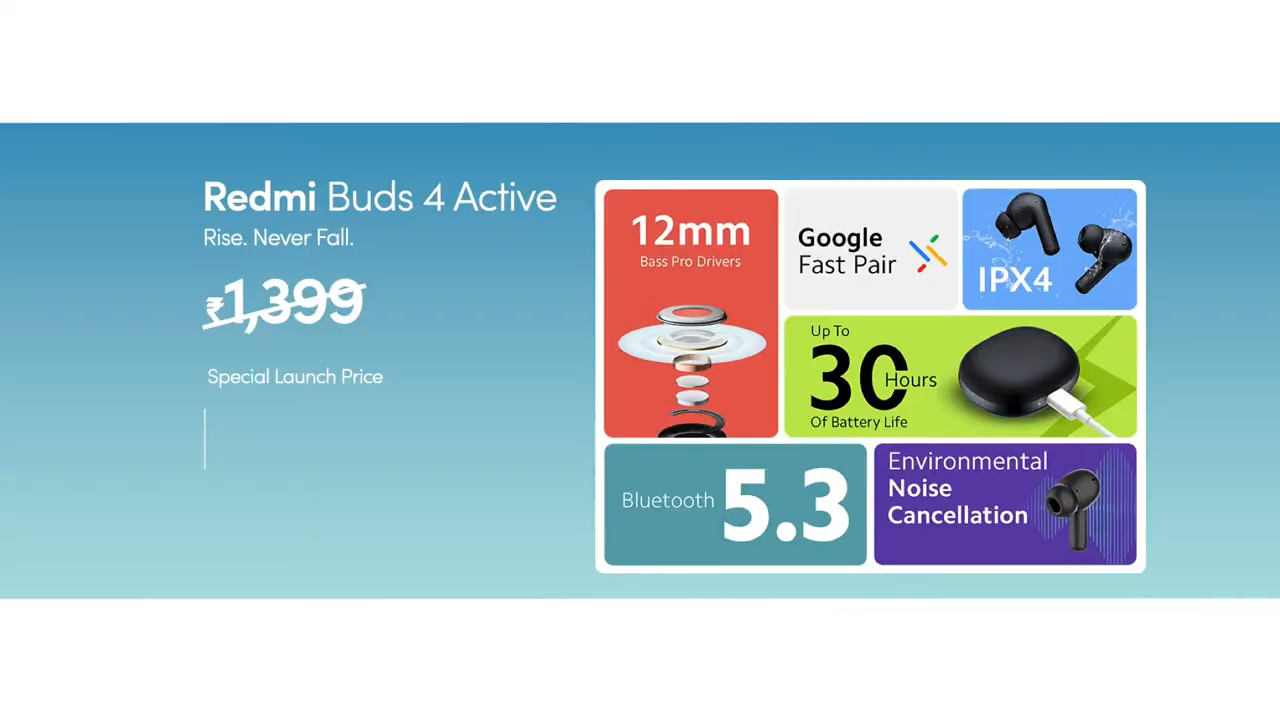 Redmi Buds 4 Active
Rise. Never Fall.
₹1,399
Special Launch Price
12mm
Bass Pro Drivers
Google
Fast Pair
IPX4
Up To
30 Hours
Of Battery Life
Bluetooth 5.3
Environmental
Noise
Cancellation